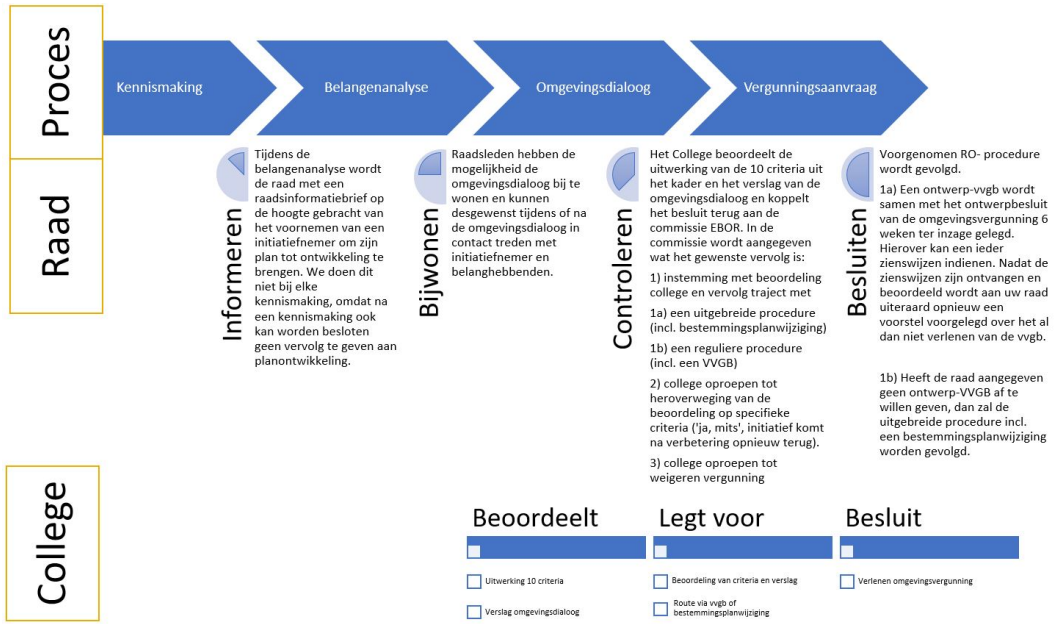 Proces
Kennismaking
Belangenanalyse
Omgevingsdialoog
Vergunningsaanvraag
Raad
Informeren
Tijdens de
belangenanalyse wordt
de raad met een
raadsinformatiebrief op
de hoogte gebracht van
het voornemen van een
initiatiefnemer om zijn
plan tot ontwikkeling te
brengen. We doen dit
niet bij elke
kennismaking, omdat na
een kennismaking ook
kan worden besloten
geen vervolg te geven aan
planontwikkeling.
Bijwonen
Raadsleden hebben de
mogelijkheid de
omgevingsdialoog bij te
wonen en kunnen
desgewenst tijdens of na
de omgevingsdialoog in
contact treden met
initiatiefnemer en
belanghebbenden.
Controleren
Het College beoordeelt de
uitwerking van de 10 criteria uit
het kader en het verslag van de
omgevingsdialoog en koppelt
het besluit terug aan de
commissie EBOR. In de
commissie wordt aangegeven
wat het gewenste vervolg is:
1) instemming met beoordeling
college en vervolg traject met
1a) een uitgebreide procedure
(incl. bestemmingsplanwijziging)
1b) een reguliere procedure
(incl. een VVGB)
2) college oproepen tot
heroverweging van de
beoordeling op specifieke
criteria ('ja, mits', initiatief komt
na verbetering opnieuw terug).
3) college oproepen tot
weigeren vergunning
Besluiten
Voorgenomen RO- procedure
wordt gevolgd.
1a) Een ontwerp-vvgb wordt
samen met het ontwerpbesluit
van de omgevingsvergunning 6
weken ter inzage gelegd.
Hierover kan een ieder
zienswijzen indienen. Nadat de
zienswijzen zijn ontvangen en
beoordeeld wordt aan uw raad
uiteraard opnieuw een
voorstel voorgelegd over het al
dan niet verlenen van de vvgb.
1b) Heeft de raad aangegeven
geen ontwerp-VVGB af te
willen geven, dan zal de
uitgebreide procedure incl.
een bestemmingsplanwijziging
worden gevolgd.
College
Beoordeelt
Uitwerking 10 criteria
Verslag omgevingsdialoog
Legt voor
Beoordeling van criteria en verslag
Route via vvgb of
bestemmingsplanwijziging
Besluit
Verlenen omgevingsvergunning